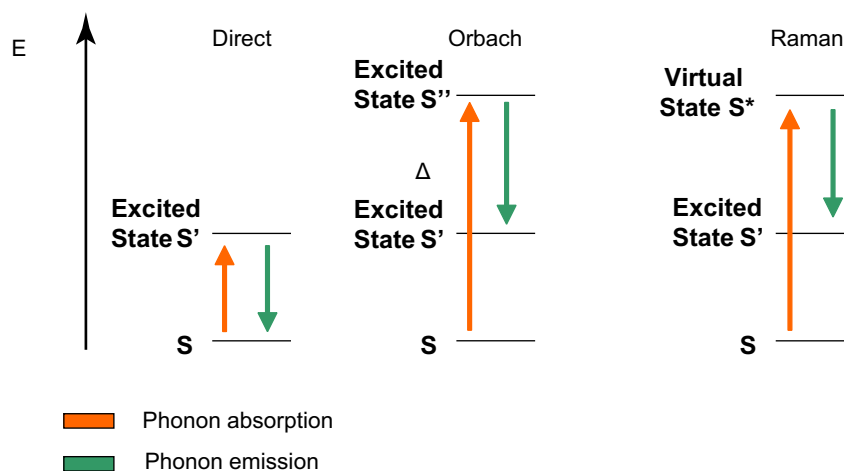 E
Direct
Orbach
Raman
Excited
State S’’
Virtual
State S*
Δ
Excited
State S’
Excited
State S’
Excited
State S’
S
S
S
Phonon absorption
Phonon emission